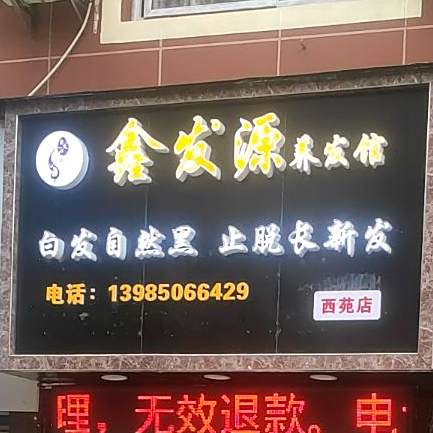 鑫发源养发馆
白发自然黑 止脱长新发
电话：13985066429
西苑店
理，无效退款。电